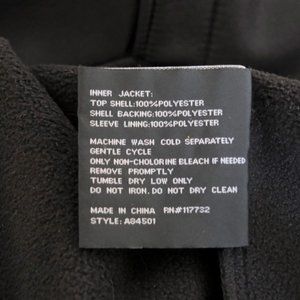 INNER JACKET:
TOP SHELL:100%POLYESTER
SHELL BACKING:100%POLYESTER
SLEEVE LINING:100%POLYESTER
MACHINE WASH COLD SEPARATELY
GENTLE CYCLE
ONLY NON-CHOLORINE BLEACH IF NEEDED
REMOVE PROMPTLY
TUMBLE DRY LOW ONLY
DO NOT IRON.DO NOT DRY CLEAN
MADE IN CHINA RN#117732
STYLE: A84501